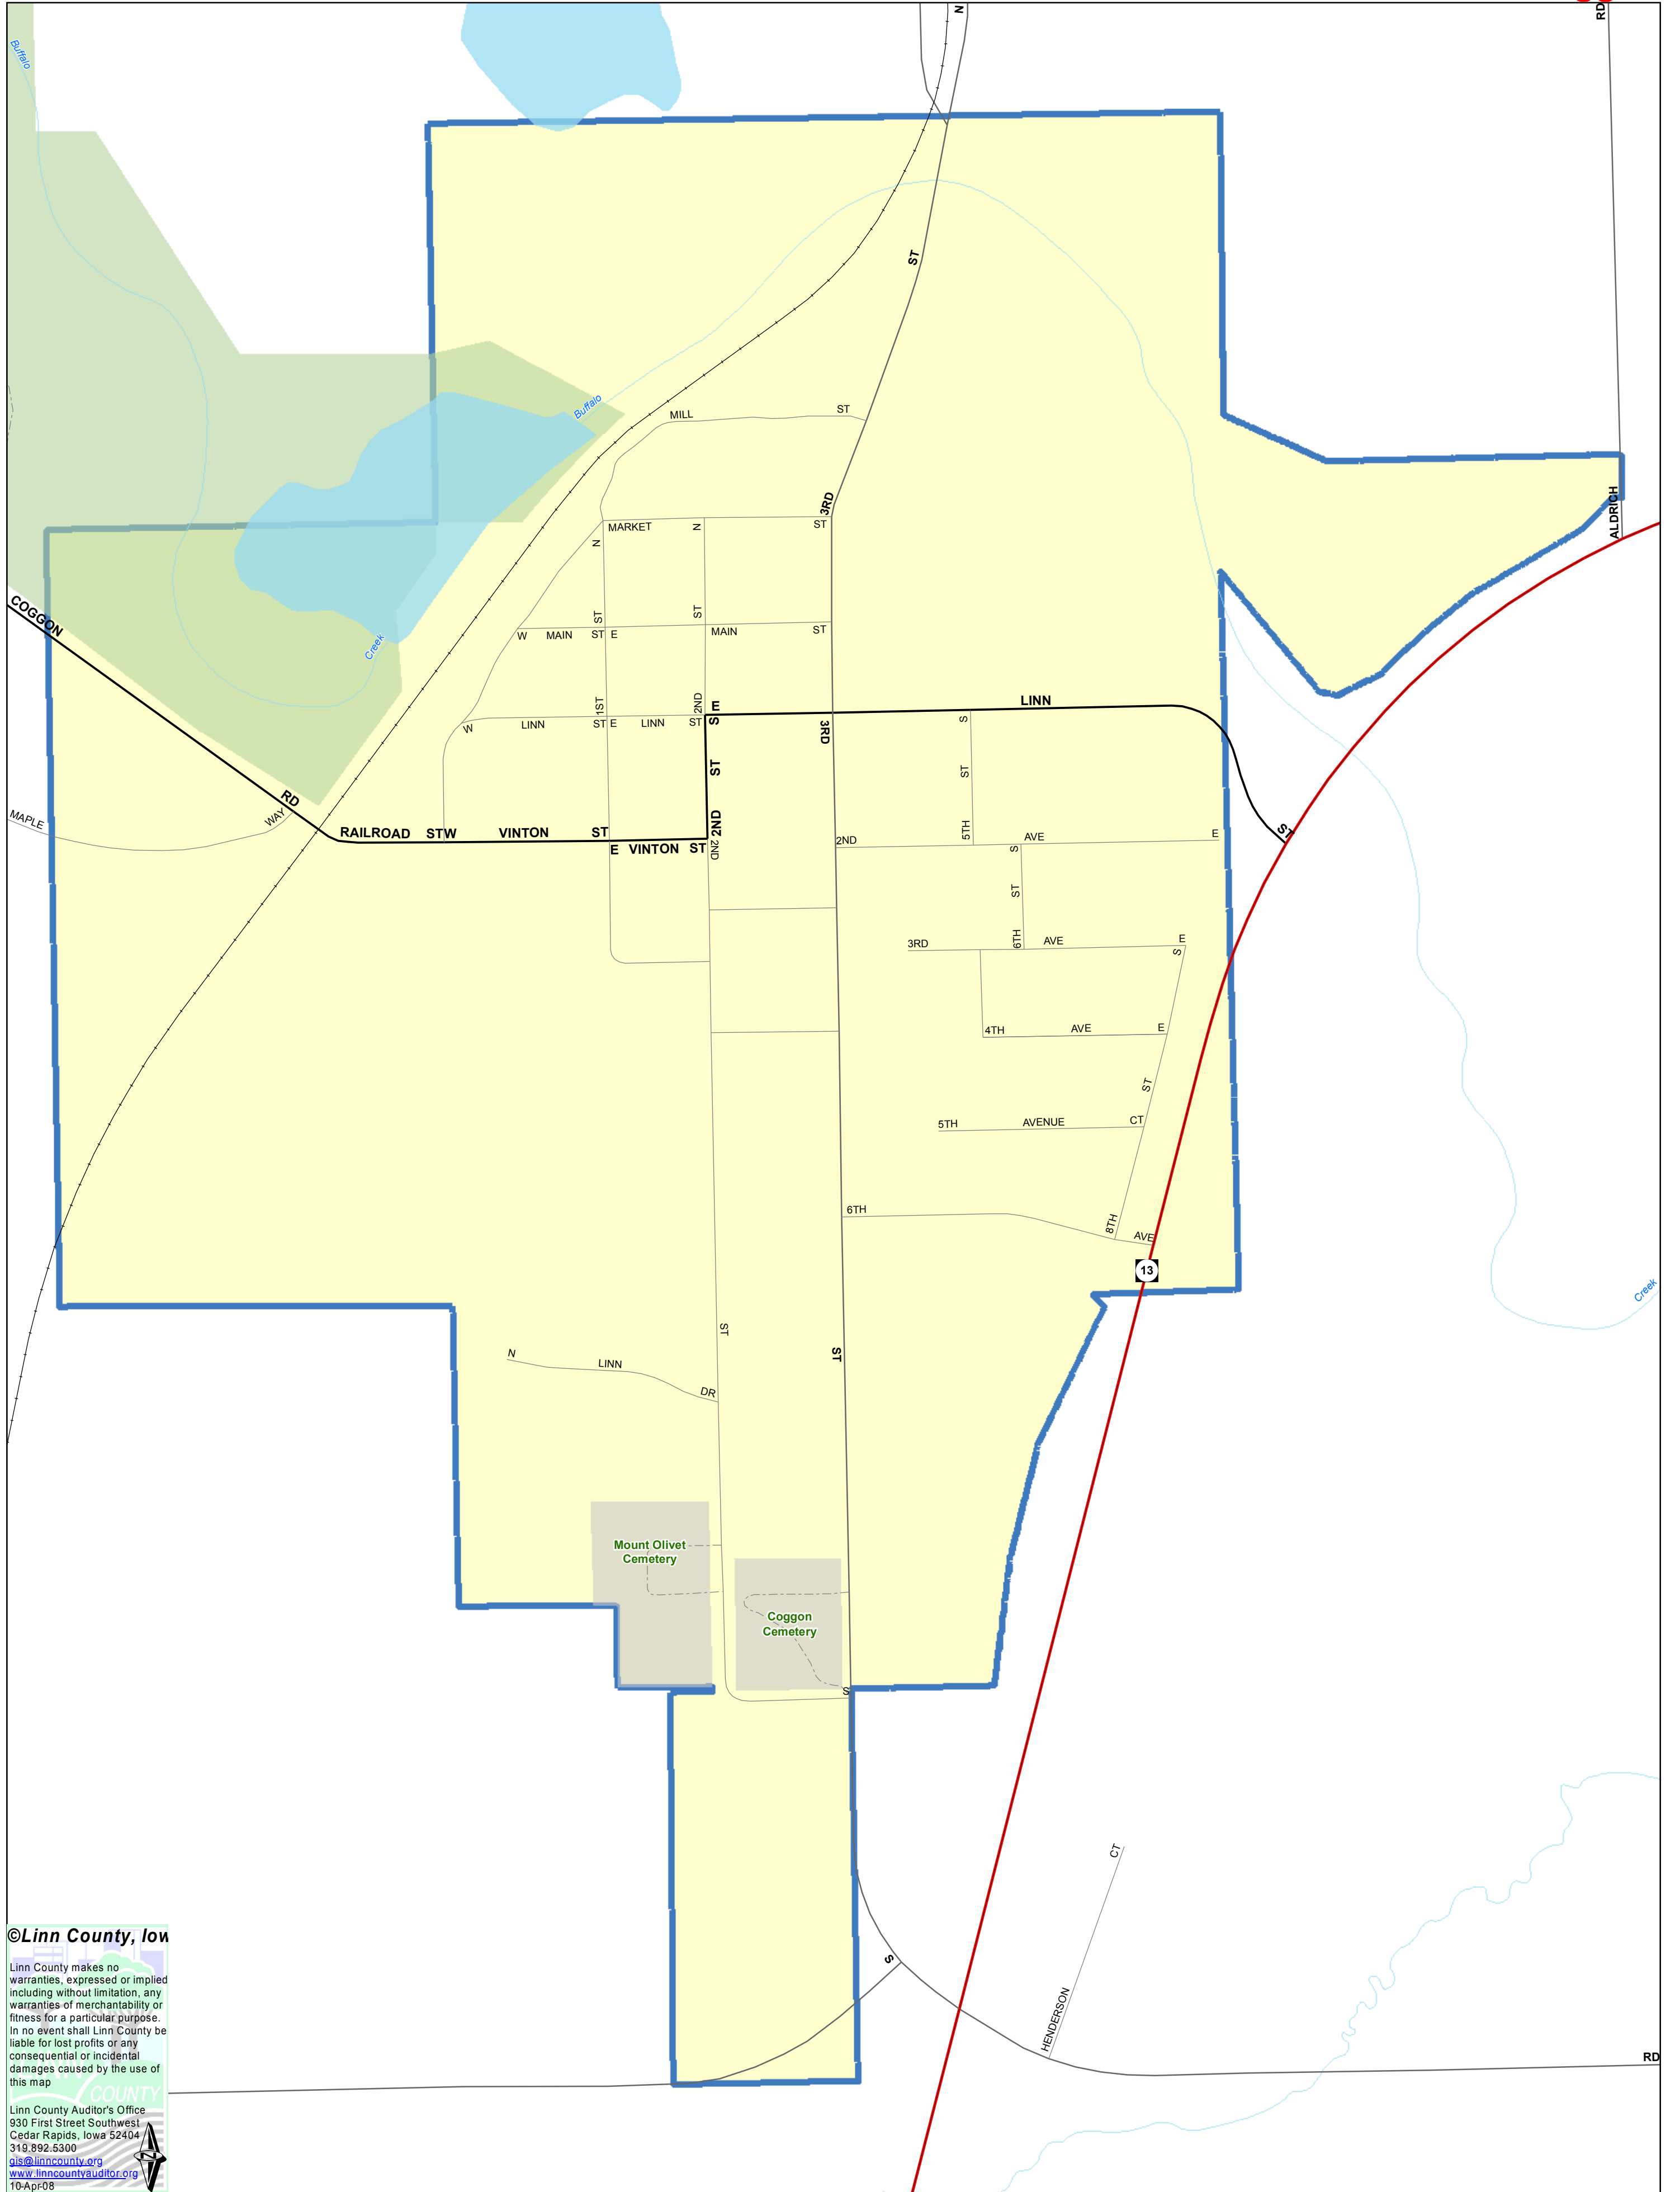 N
RD
Buffalo
ST
Buffalo
MILL ST
3RD
MARKET N ST
N
ALDRICH
COGGON
ST ST
W MAIN ST E MAIN ST
Creek
1ST 2ND E
S
LINN
W LINN ST E LINN ST
3RD
S
ST
ST
RD
WAY
MAPLE
RAILROAD ST W VINTON ST
2ND
E VINTON ST
2ND
5TH
2ND AVE E
ST
S
ST
6TH
3RD AVE E
S
4TH AVE E
ST
5TH AVENUE CT
6TH
8TH
AVE
13
Creek
ST
ST
N LINN DR
Mount Olivet
Cemetery
Coggon
Cemetery
S
CT
S
HENDERSON
RD
©Linn County, Iow
Linn County makes no
warranties, expressed or implied
including without limitation, any
warranties of merchantability or
fitness for a particular purpose.
In no event shall Linn County be
liable for lost profits or any
consequential or incidental
damages caused by the use of
this map
COUNTY
Linn County Auditor's Office
930 First Street Southwest
Cedar Rapids, Iowa 52404
319.892.5300
gis@linncounty.org
www.linncountyauditor.org
10-Apr-08
N